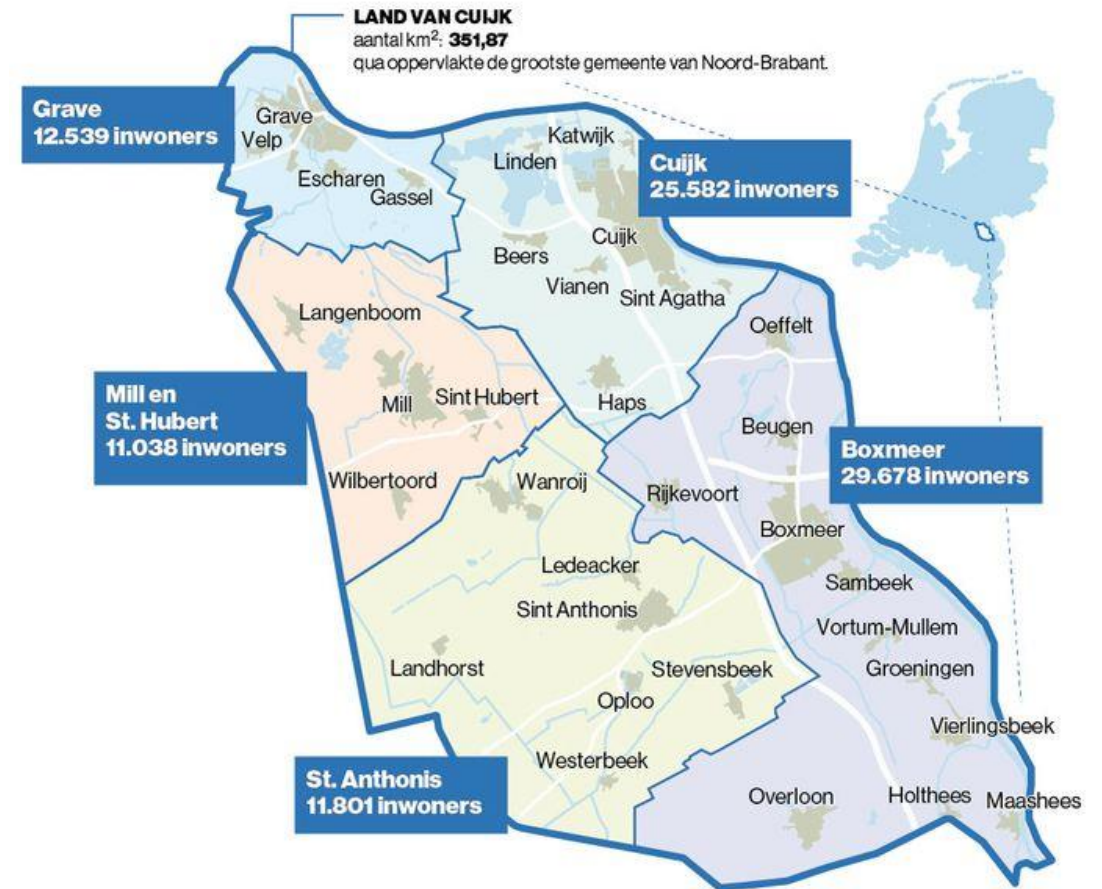 LAND VAN CUIJK
aantal km²: 351,87
qua oppervlakte de grootste gemeente van Noord-Brabant.
Grave
12.539 inwoners
Grave
Velp
Escharen
Gassel
Katwijk
Linden
Cuijk
25.582 inwoners
Cuijk
Beers
Vianen
Sint Agatha
Haps
Langenboom
Mill en
St. Hubert
11.038 inwoners
Mill
Sint Hubert
Wilbertoord
Oeffelt
Beugen
Boxmeer
29.678 inwoners
Rijkevoort
Boxmeer
Sambeek
Vortum-Mullem
Groeningen
Vierlingsbeek
Overloon
Holthees
Maashees
Wanroij
Ledeacker
Sint Anthonis
Landhorst
Stevensbeek
Oploo
Westerbeek
St. Anthonis
11.801 inwoners